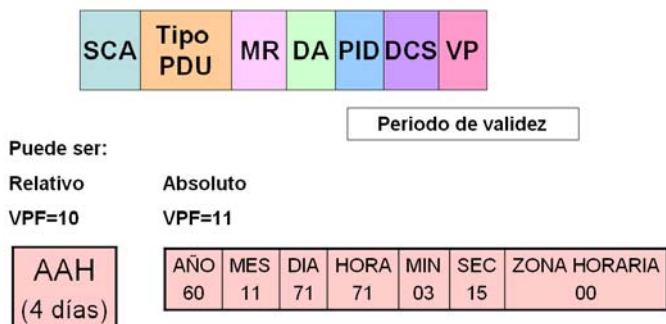 SCA Tipo PDU MR DA PID DCS VP
Periodo de validez
Puede ser:
Relativo Absoluto
VPF=10 VPF=11
AAH (4 días)
AÑO MES DIA HORA MIN SEC ZONA HORARIA
60 11 71 71 03 15 00